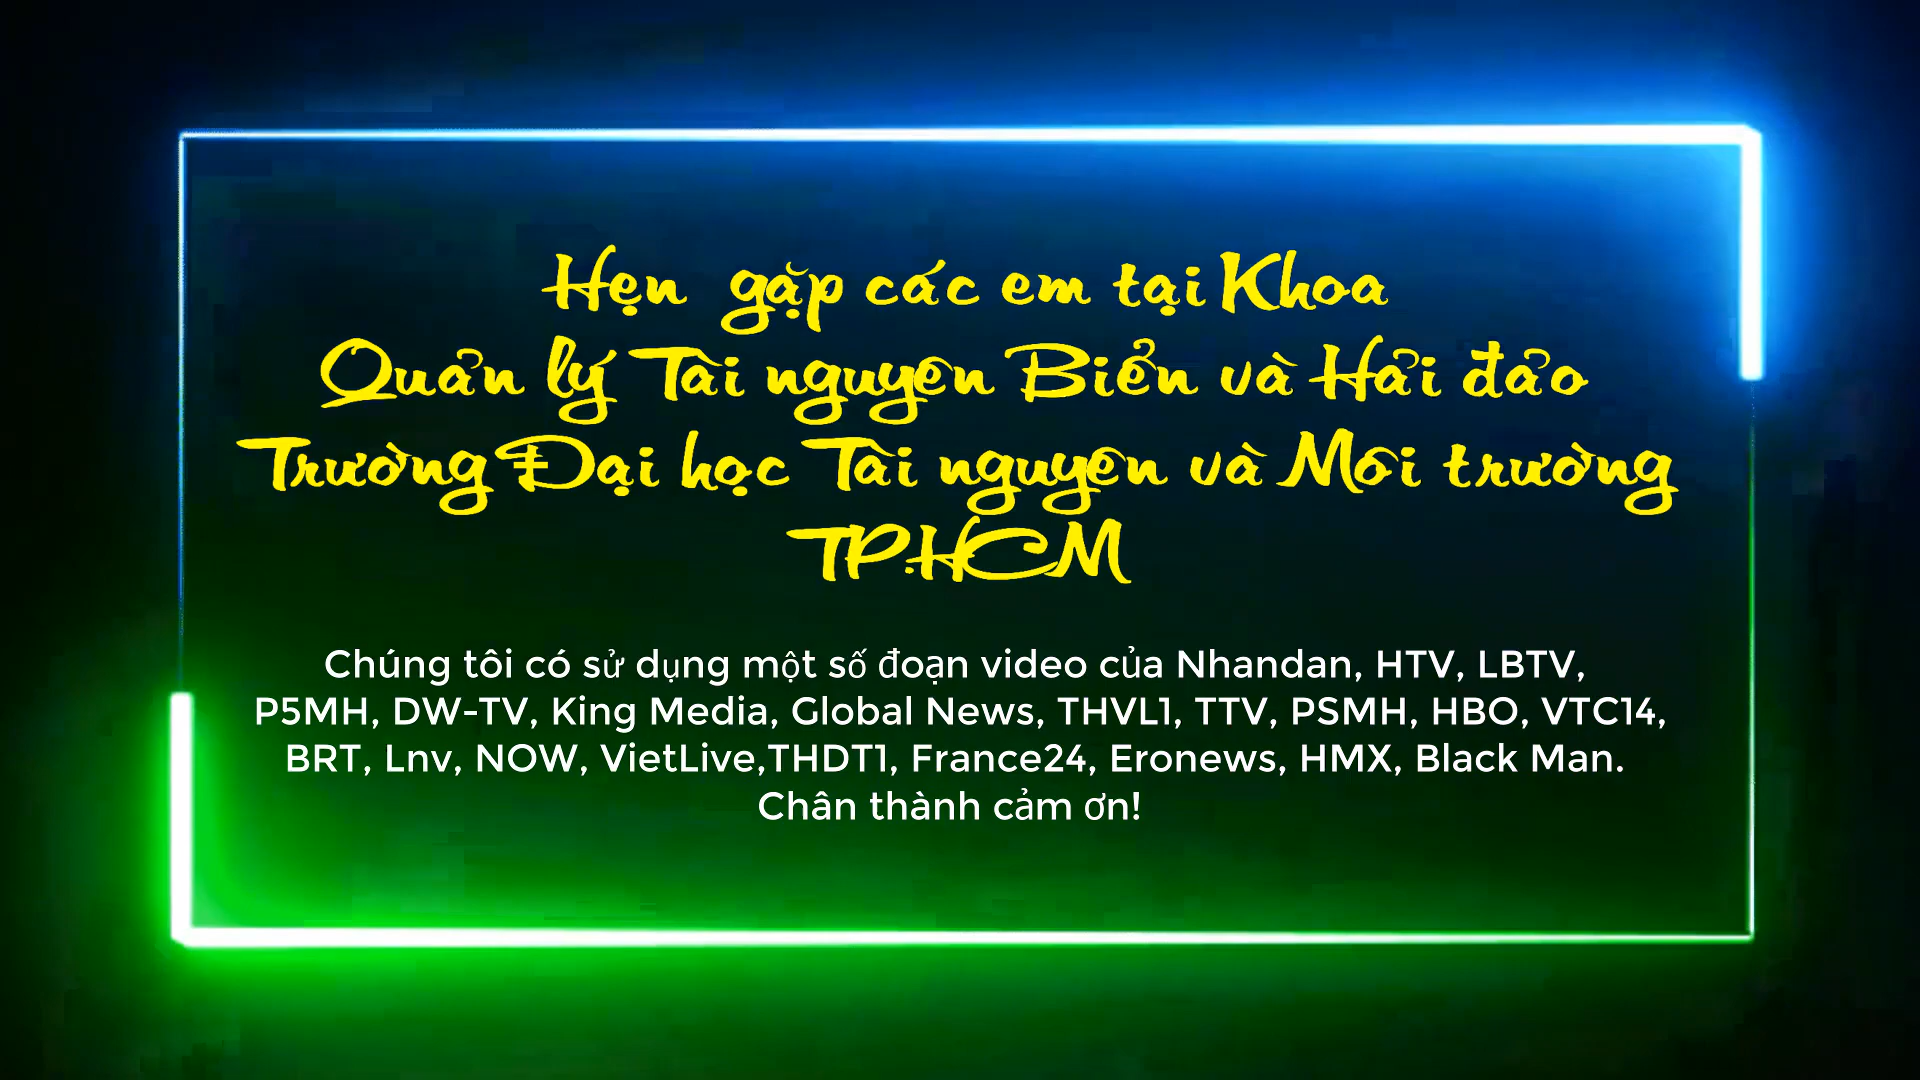 Hẹn gặp các em tại Khoa
Quản lý Tài nguyên Biển và Hải đảo
Trường Đại học Tài nguyên và Môi trường
TP.HCM
Chúng tôi có sử dụng một số đoạn video của Nhandan, HTV, LBTV,
P5MH, DW-TV, King Media, Global News, THVL1, TTV, PSMH, HBO, VTC14,
BRT, Lnv, NOW, VietLive,THDT1, France24, Eronews, HMX, Black Man.
Chân thành cảm ơn!